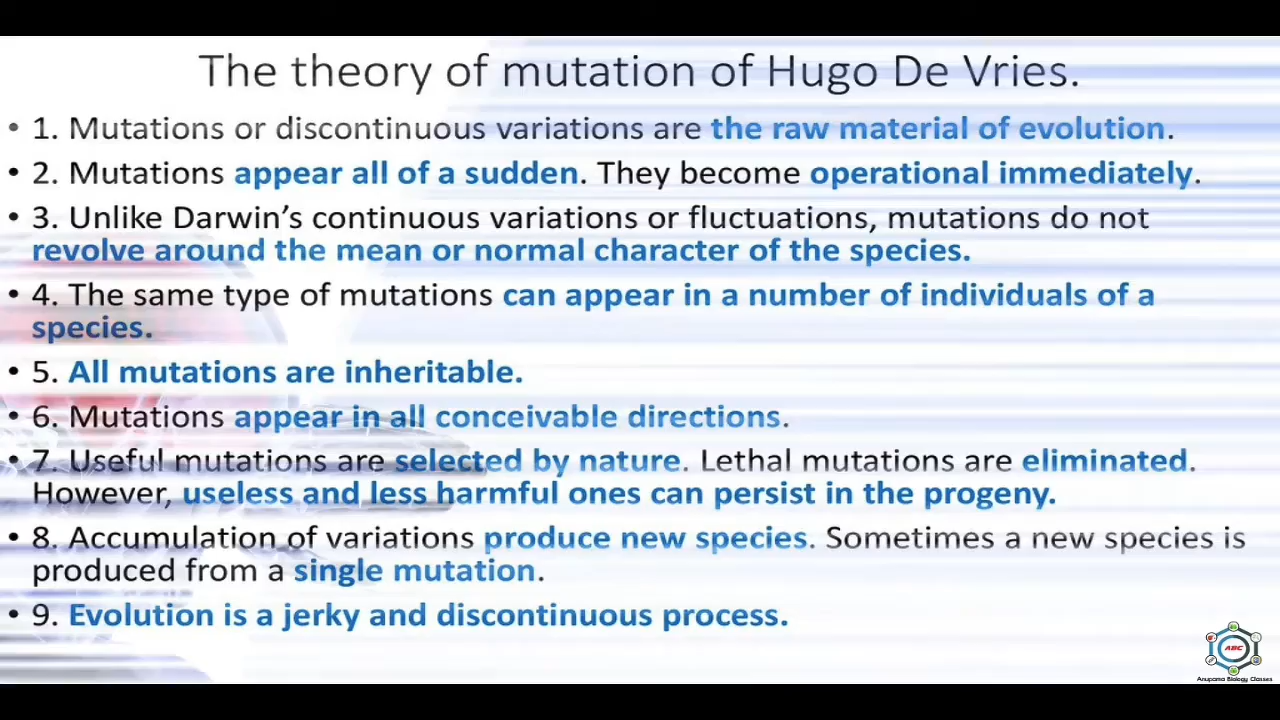 The theory of mutation of Hugo De Vries.
• 1. Mutations or discontinuous variations are the raw material of evolution.
• 2. Mutations appear all of a sudden. They become operational immediately.
• 3. Unlike Darwin’s continuous variations or fluctuations, mutations do not
revolve around the mean or normal character of the species.
• 4. The same type of mutations can appear in a number of individuals of a
species.
• 5. All mutations are inheritable.
• 6. Mutations appear in all conceivable directions.
• 7. Useful mutations are selected by nature. Lethal mutations are eliminated.
However, useless and less harmful ones can persist in the progeny.
• 8. Accumulation of variations produce new species. Sometimes a new species is
produced from a single mutation.
• 9. Evolution is a jerky and discontinuous process.
ABC
Anupama Biology Classes